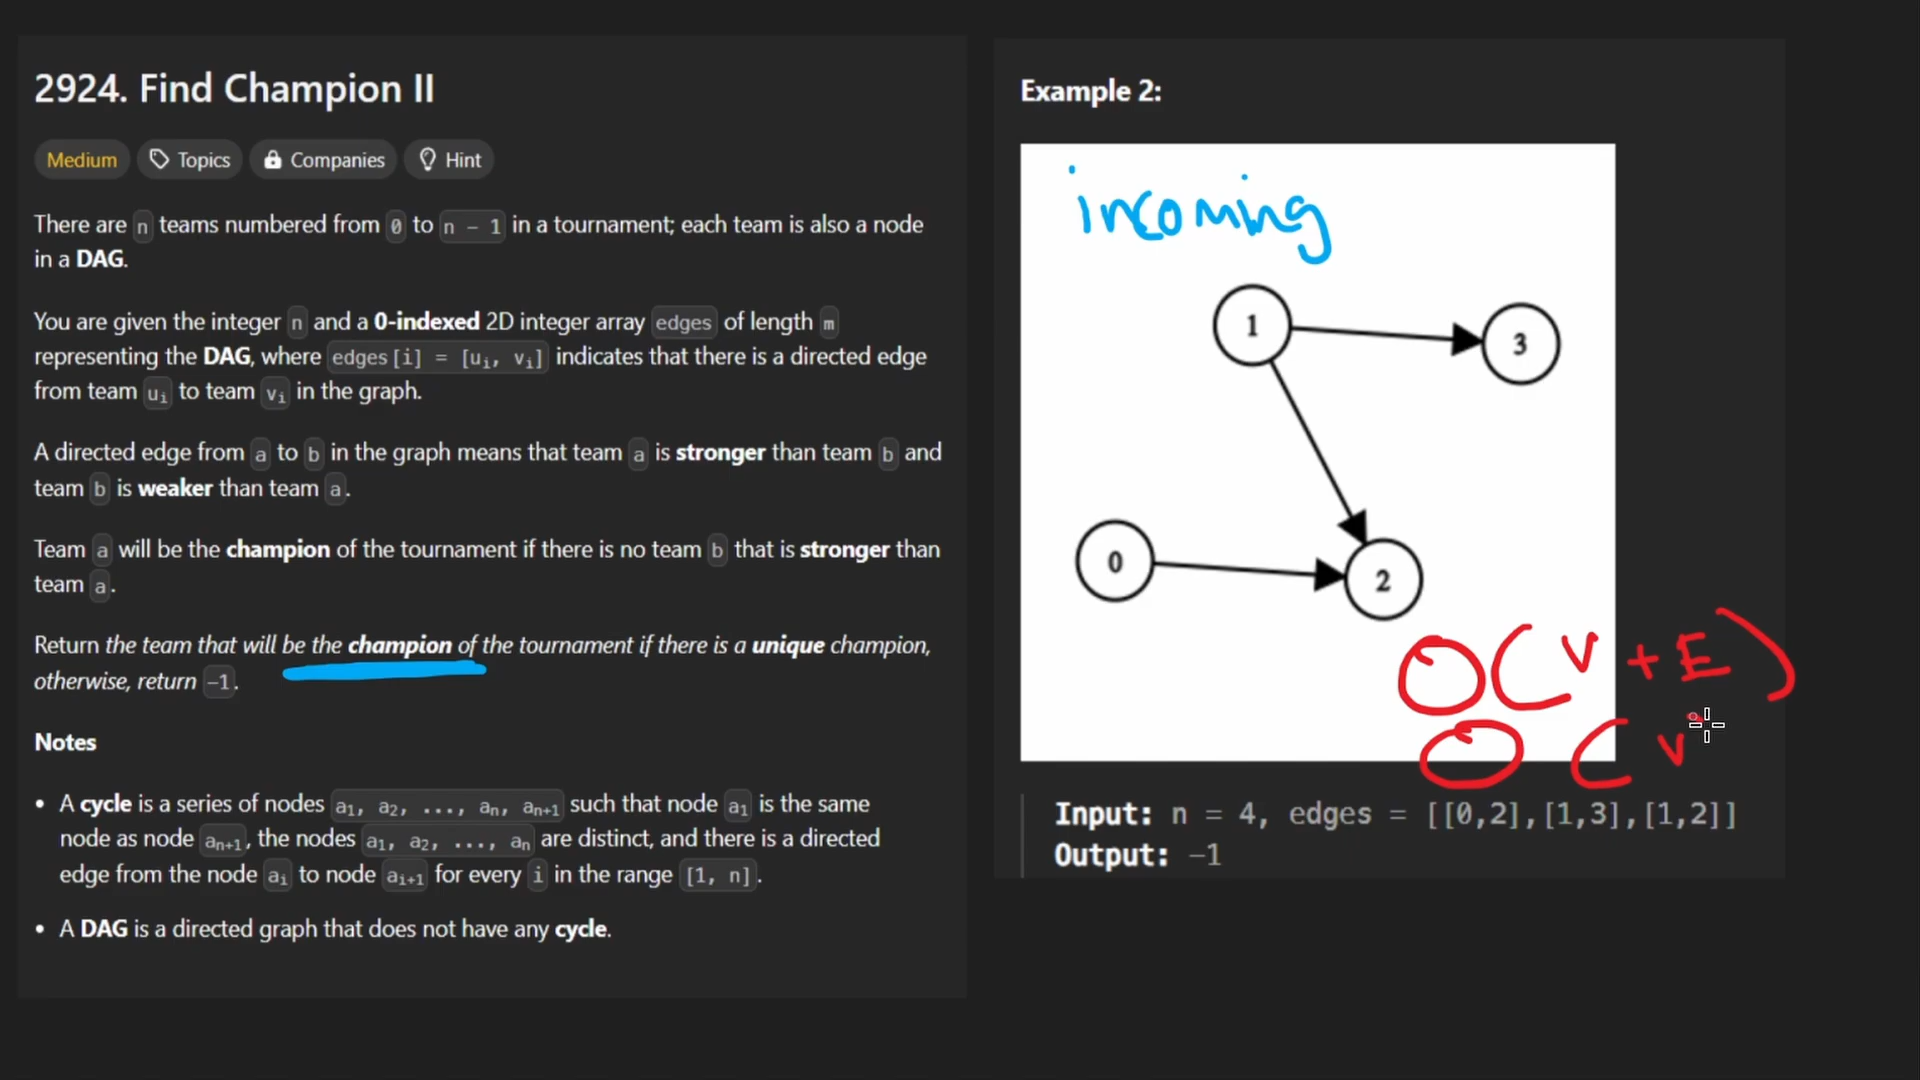 2924. Find Champion II
Medium Topics Companies Hint
There are n teams numbered from 0 to n - 1 in a tournament; each team is also a node
in a DAG.
You are given the integer n and a 0-indexed 2D integer array edges of length m
representing the DAG, where edges[i] = [uᵢ, vᵢ] indicates that there is a directed edge
from team uᵢ to team vᵢ in the graph.
A directed edge from a to b in the graph means that team a is stronger than team b and
team b is weaker than team a.
Team a will be the champion of the tournament if there is no team b that is stronger than
team a.
Return the team that will be the champion of the tournament if there is a unique champion,
otherwise, return -1.
Notes
• A cycle is a series of nodes a₁, a₂, ..., aₙ, aₙ₊₁ such that node a₁ is the same
node as node aₙ₊₁, the nodes a₁, a₂, ..., aₙ are distinct, and there is a directed
edge from the node aᵢ to node aᵢ₊₁ for every i in the range [1, n].
• A DAG is a directed graph that does not have any cycle.
Example 2:
incoming
1
3
0
2
O(V + E)
O(V
Input: n = 4, edges = [[0,2],[1,3],[1,2]]
Output: -1